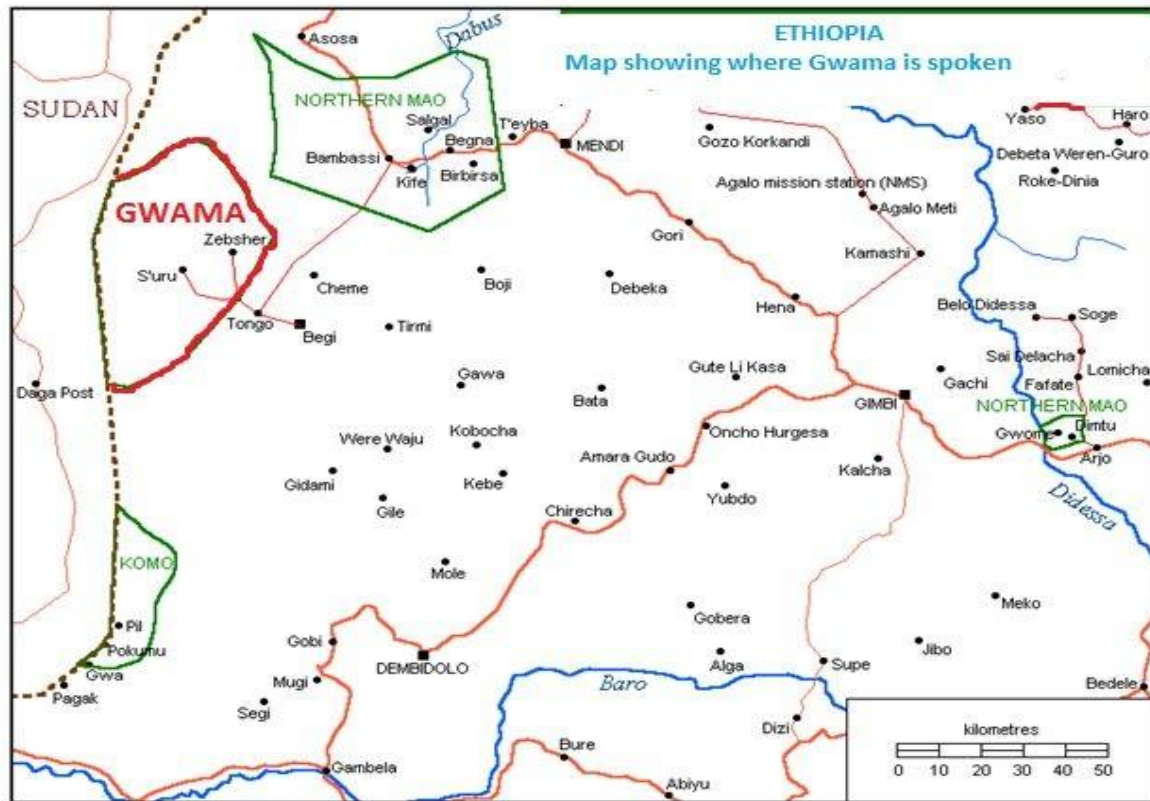 ETHIOPIA
Map showing where Gwama is spoken
Asosa
Dabus
SUDAN
NORTHERN MAO
Salgal
T'eyba
Begna
MENDI
Bambassi
Kife
Birbirsa
Gozo Korkandi
Yaso
Haro
Debeta Weren-Guro
Roke-Dinia
Agalo mission station (NMS)
Agalo Meti
GWAMA
Zebsher
S'uru
Gori
Kamashi
Cheme
Boji
Debeka
Hena
Tongo
Begi
Tirmi
Belo Didessa
Soge
Sai Delacha
Lomicha
Fafate
Daga Post
Gawa
Bata
Gute Li Kasa
GIMBI
Gachi
NORTHERN MAO
Gwome
Dimtu
Arjo
Were Waju
Kobocha
Oncho Hurgesa
Gidami
Kebe
Amara Gudo
Kalcha
Gile
Yubdo
Didessa
Chirecha
KOMO
Mole
Meko
Pil
Gobera
Pokumu
Gobi
Jibo
Gwa
DEMBIDOLO
Alga
Supe
Pagak
Mugi
Baro
Bedele
Segi
Dizi
kilometres
0 10 20 30 40 50
Bure
Gambela
Abiyu